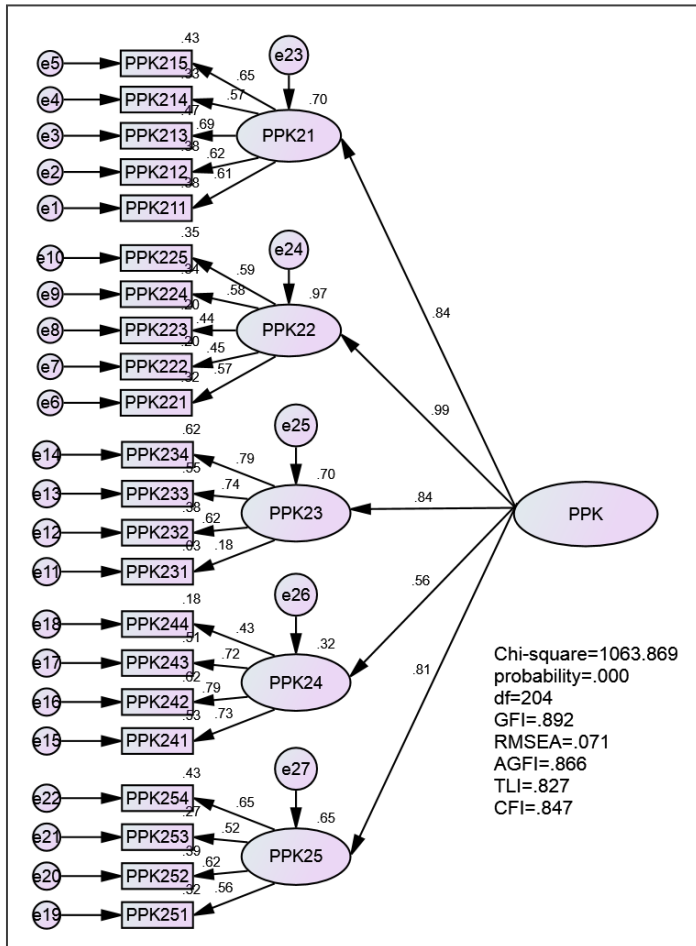 .43
e5 PPK215
.65
.33
e4 PPK214
.57
.47
e3 PPK213
.69
.38
e2 PPK212
.62
.38
e1 PPK211
.61
e23
.70
PPK21
.35
e10 PPK225
.59
.34
e9 PPK224
.58
.20
e8 PPK223
.44
.20
e7 PPK222
.45
.32
e6 PPK221
.57
e24
.97
PPK22
.62
e14 PPK234
.79
.55
e13 PPK233
.74
.38
e12 PPK232
.62
.03
e11 PPK231
.18
e25
.70
PPK23
.18
e18 PPK244
.43
.51
e17 PPK243
.72
.62
e16 PPK242
.79
.53
e15 PPK241
.73
e26
.32
PPK24
.43
e22 PPK254
.65
.27
e21 PPK253
.52
.39
e20 PPK252
.62
.32
e19 PPK251
.56
e27
.65
PPK25
.84
.99
.84
.56
.81
PPK
Chi-square=1063.869
probability=.000
df=204
GFI=.892
RMSEA=.071
AGFI=.866
TLI=.827
CFI=.847